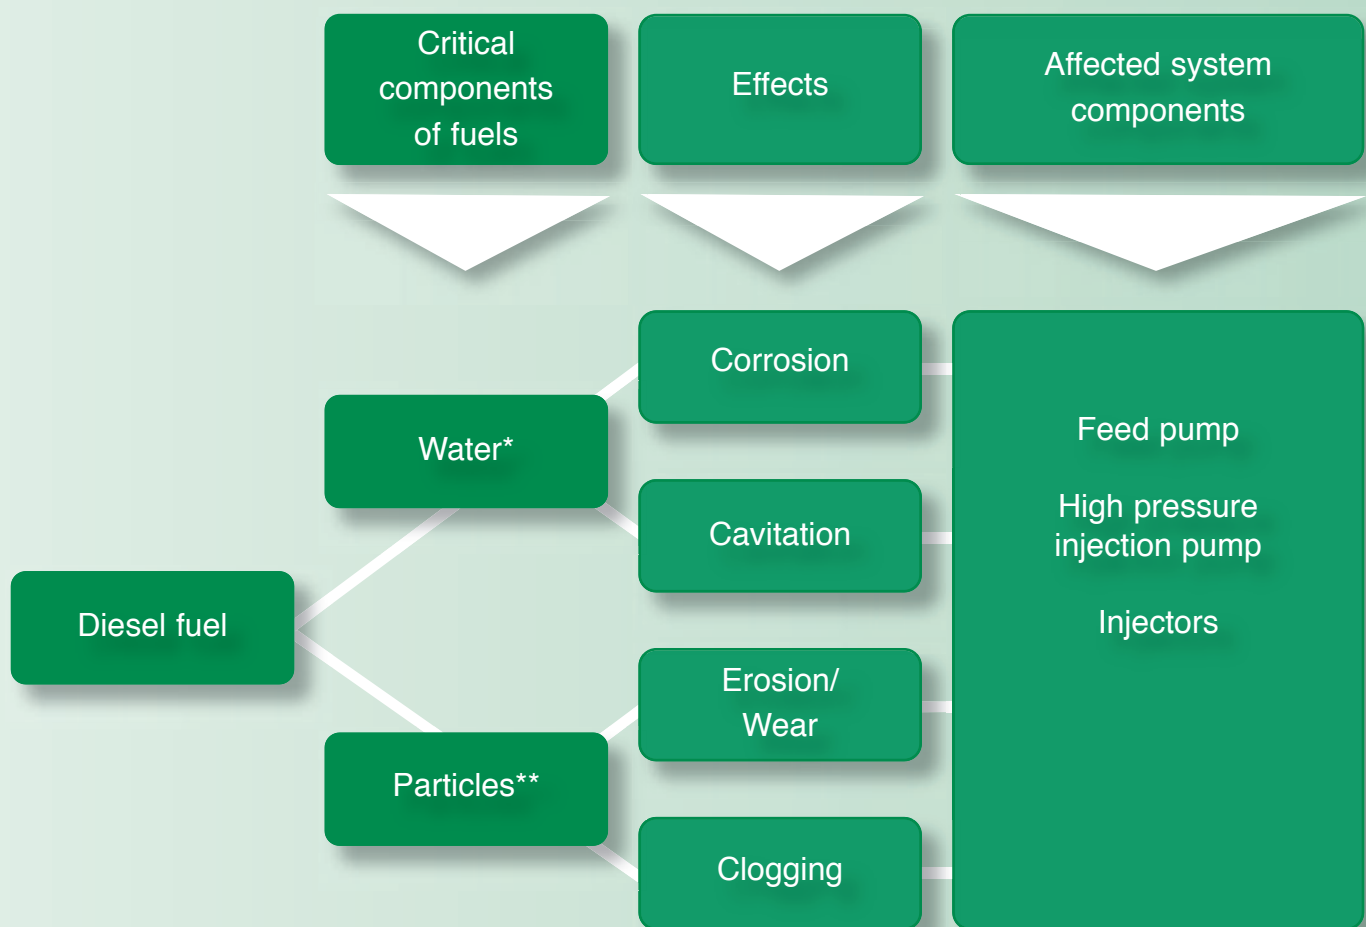 Critical
components
of fuels
Effects
Affected system
components
Corrosion
Water*
Feed pump
High pressure
injection pump
Cavitation
Diesel fuel
Injectors
Erosion/
Wear
Particles**
Clogging